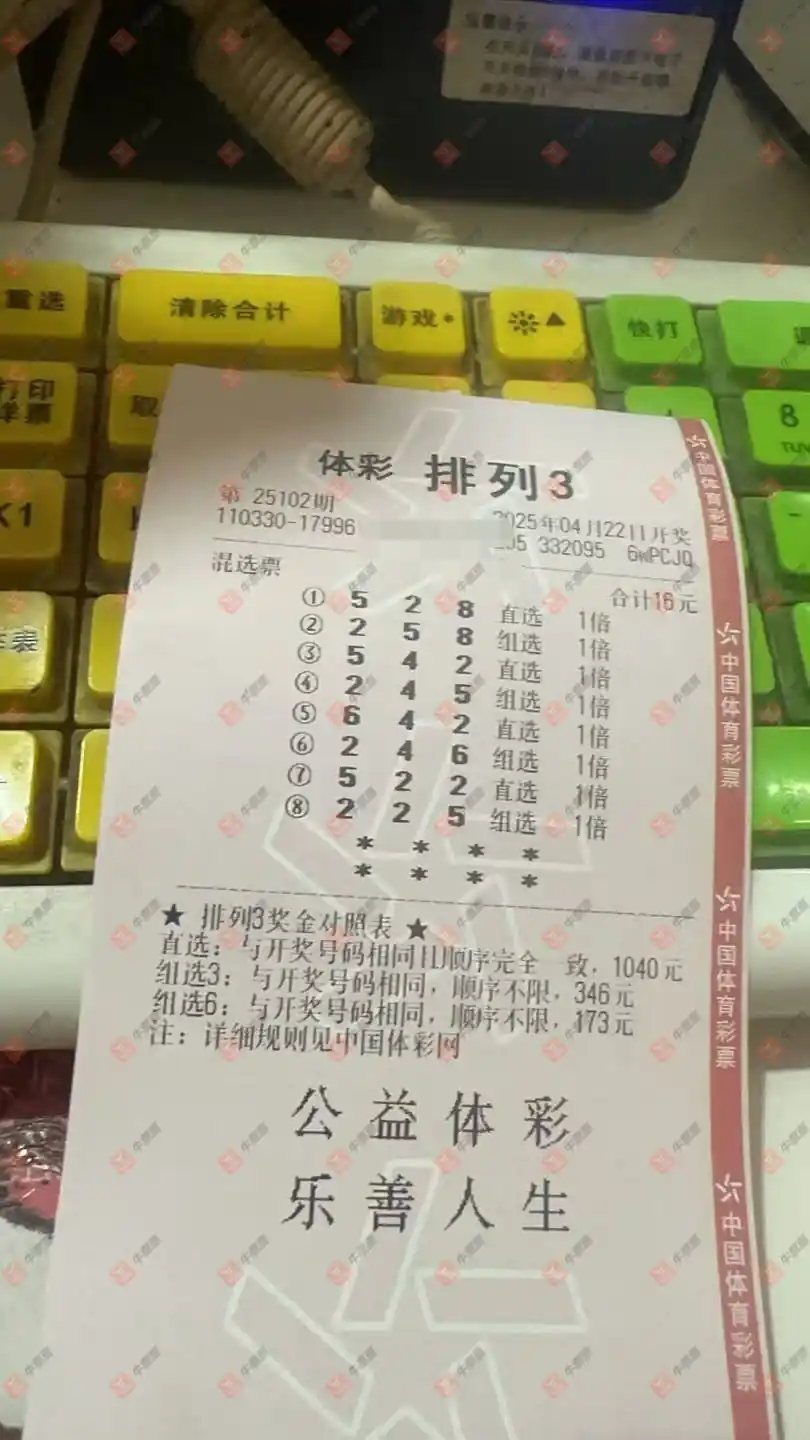 重选
清除合计
游戏•
快打
打印
样票
取
8
TUV
K1
体彩 排列3
第 25102期
2025年04月22日开奖
110330-17996
05 332095 6wPCJQ
混选票
合计16元
① 5 2 8 直选 1倍
② 2 5 8 组选 1倍
③ 5 4 2 直选 1倍
④ 2 4 5 组选 1倍
⑤ 6 4 2 直选 1倍
⑥ 2 4 6 组选 1倍
⑦ 5 2 2 直选 1倍
⑧ 2 2 5 组选 1倍
* * * *
* * * *
★ 排列3奖金对照表 ★
直选：与开奖号码相同且顺序完全一致，1040元
组选3：与开奖号码相同，顺序不限，346元
组选6：与开奖号码相同，顺序不限，173元
注：详细规则见中国体彩网
公益体彩
乐善人生
中国体育彩票
中国体育彩票
中国体育彩票
中国体育彩票